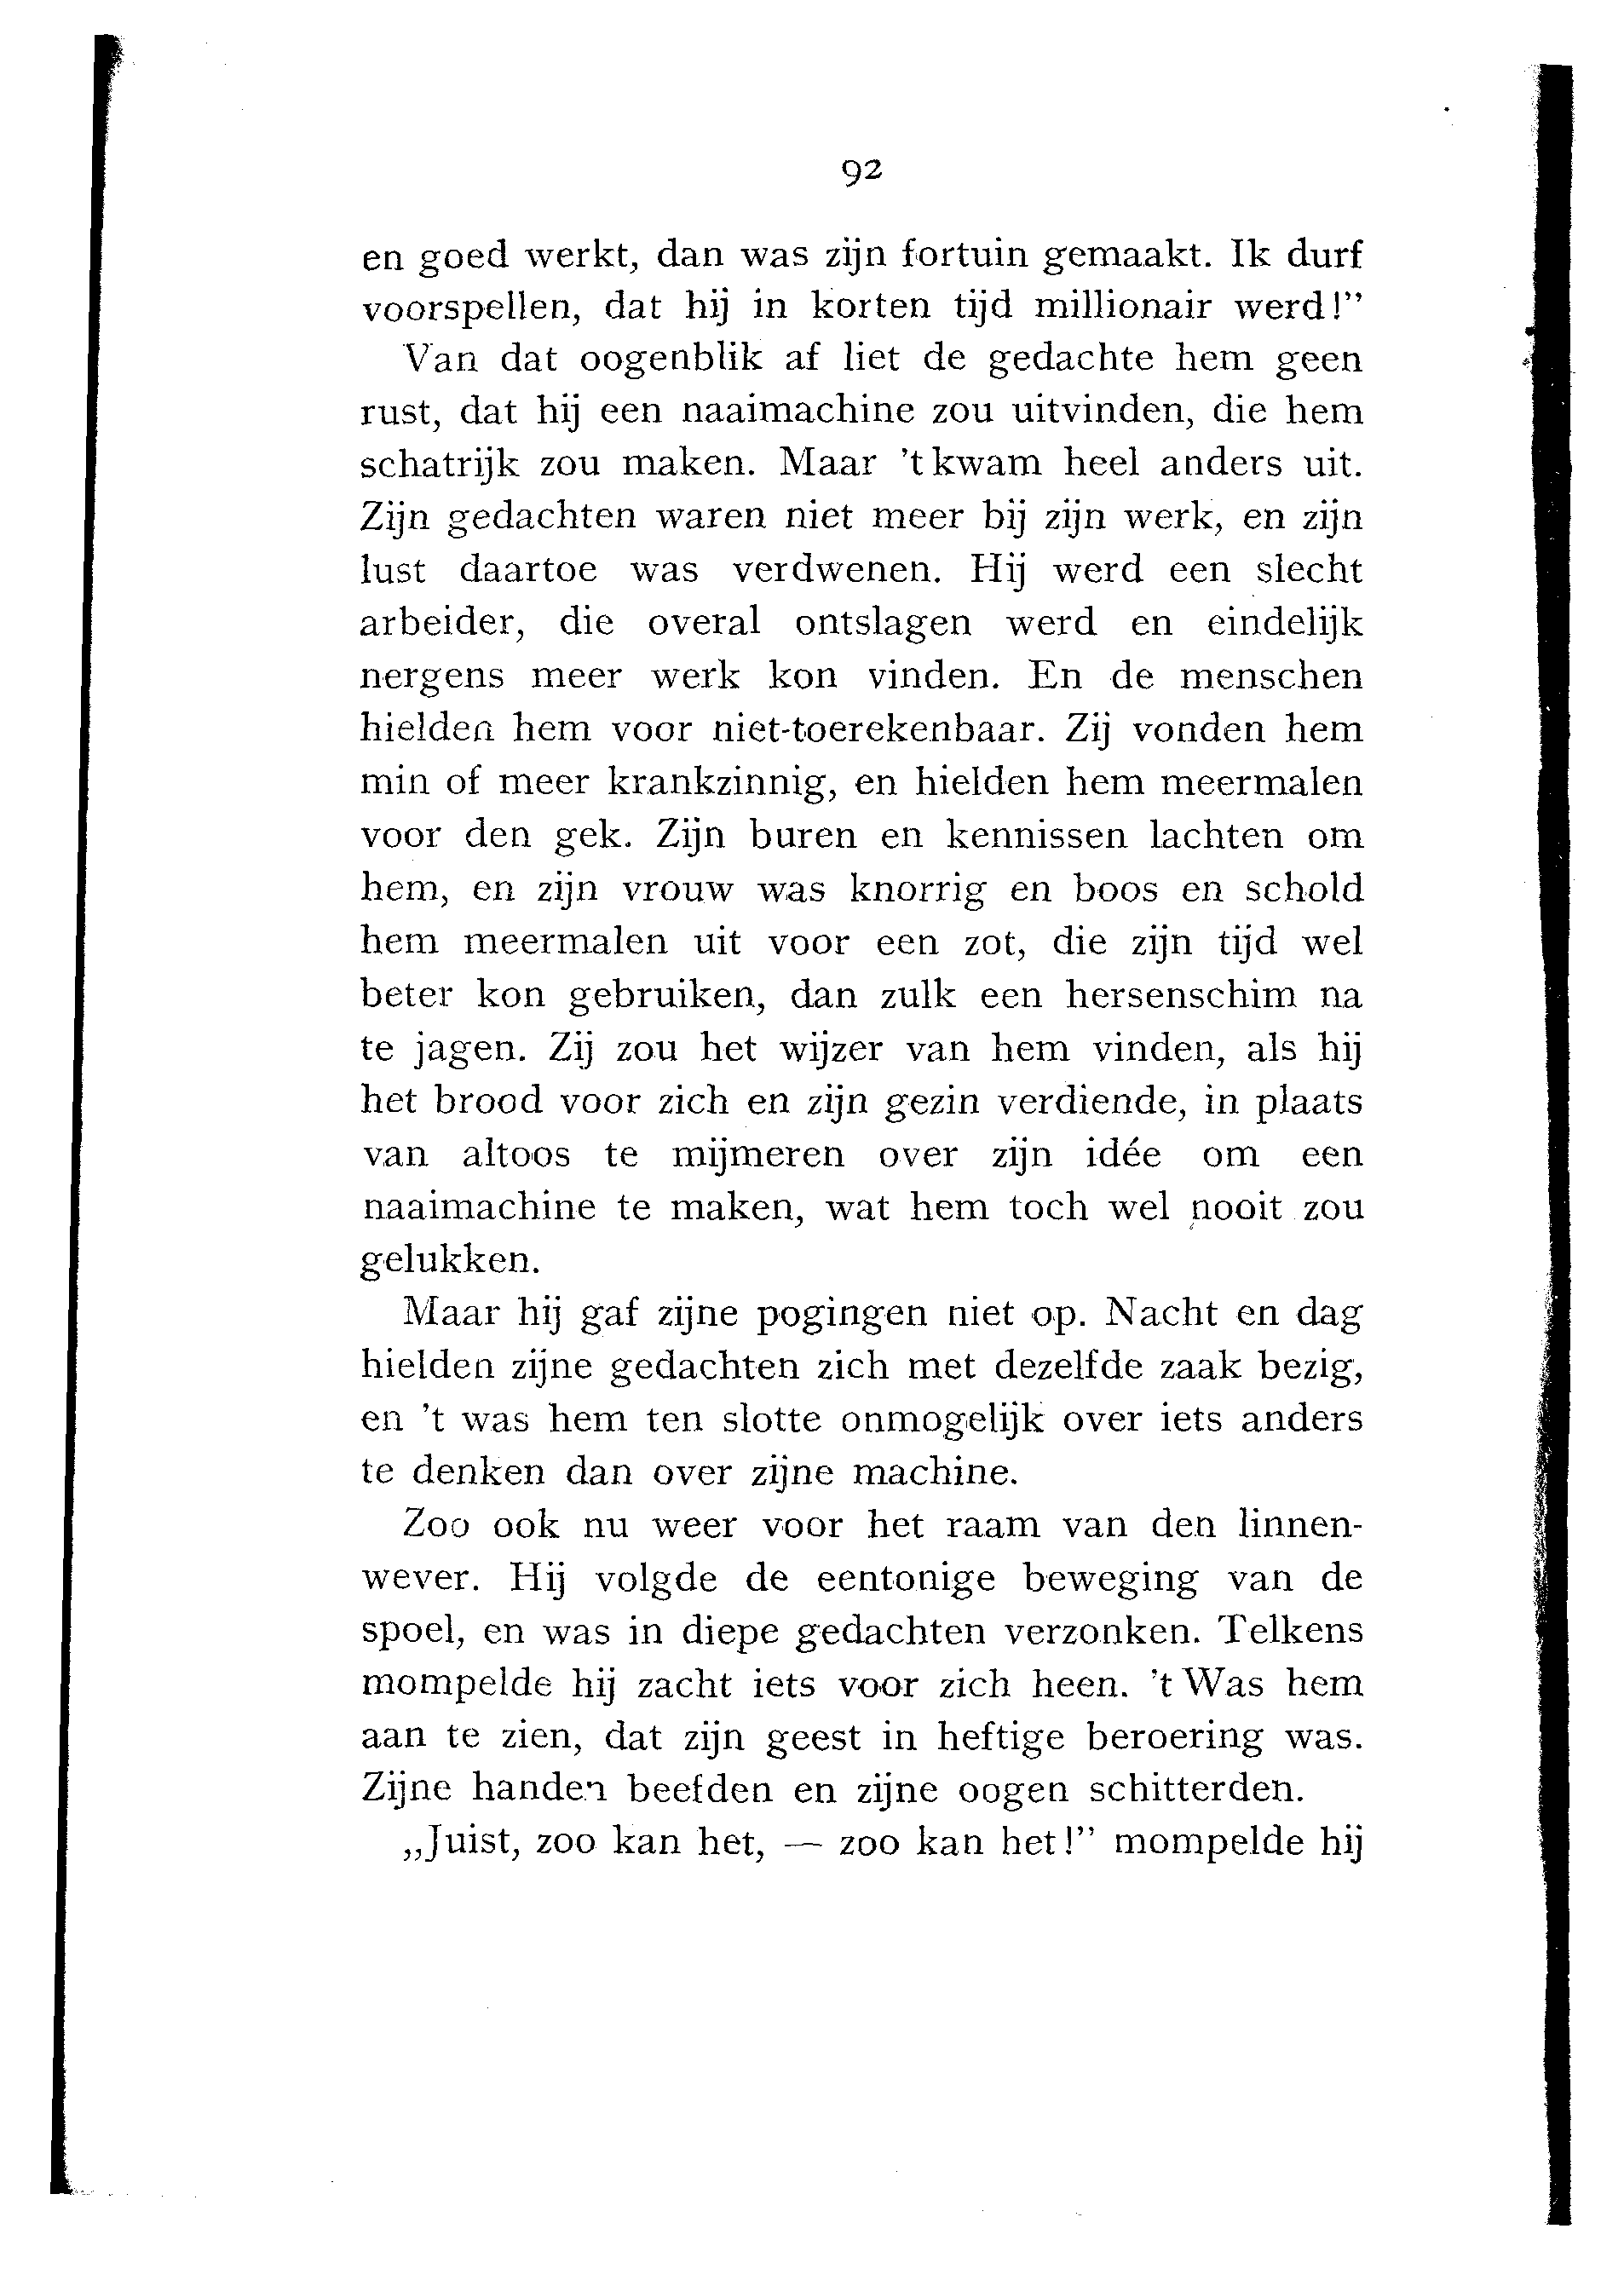 92
en goed werkt, dan was zijn fortuin gemaakt. Ik durf
voorspellen, dat hij in korten tijd millionair werd!”
Van dat oogenblik af liet de gedachte hem geen
rust, dat hij een naaimachine zou uitvinden, die hem
schatrijk zou maken. Maar ’t kwam heel anders uit.
Zijn gedachten waren niet meer bij zijn werk, en zijn
lust daartoe was verdwenen. Hij werd een slecht
arbeider, die overal ontslagen werd en eindelijk
nergens meer werk kon vinden. En de menschen
hielden hem voor niet-toerekenbaar. Zij vonden hem
min of meer krankzinnig, en hielden hem meermalen
voor den gek. Zijn buren en kennissen lachten om
hem, en zijn vrouw was knorrig en boos en schold
hem meermalen uit voor een zot, die zijn tijd wel
beter kon gebruiken, dan zulk een hersenschim na
te jagen. Zij zou het wijzer van hem vinden, als hij
het brood voor zich en zijn gezin verdiende, in plaats
van altoos te mijmeren over zijn idée om een
naaimachine te maken, wat hem toch wel nooit zou
gelukken.
Maar hij gaf zijne pogingen niet op. Nacht en dag
hielden zijne gedachten zich met dezelfde zaak bezig,
en ’t was hem ten slotte onmogelijk over iets anders
te denken dan over zijne machine.
Zoo ook nu weer voor het raam van den linnen-
wever. Hij volgde de eentonige beweging van de
spoel, en was in diepe gedachten verzonken. Telkens
mompelde hij zacht iets voor zich heen. ’t Was hem
aan te zien, dat zijn geest in heftige beroering was.
Zijne handen beefden en zijne oogen schitterden.
„Juist, zoo kan het, — zoo kan het!” mompelde hij